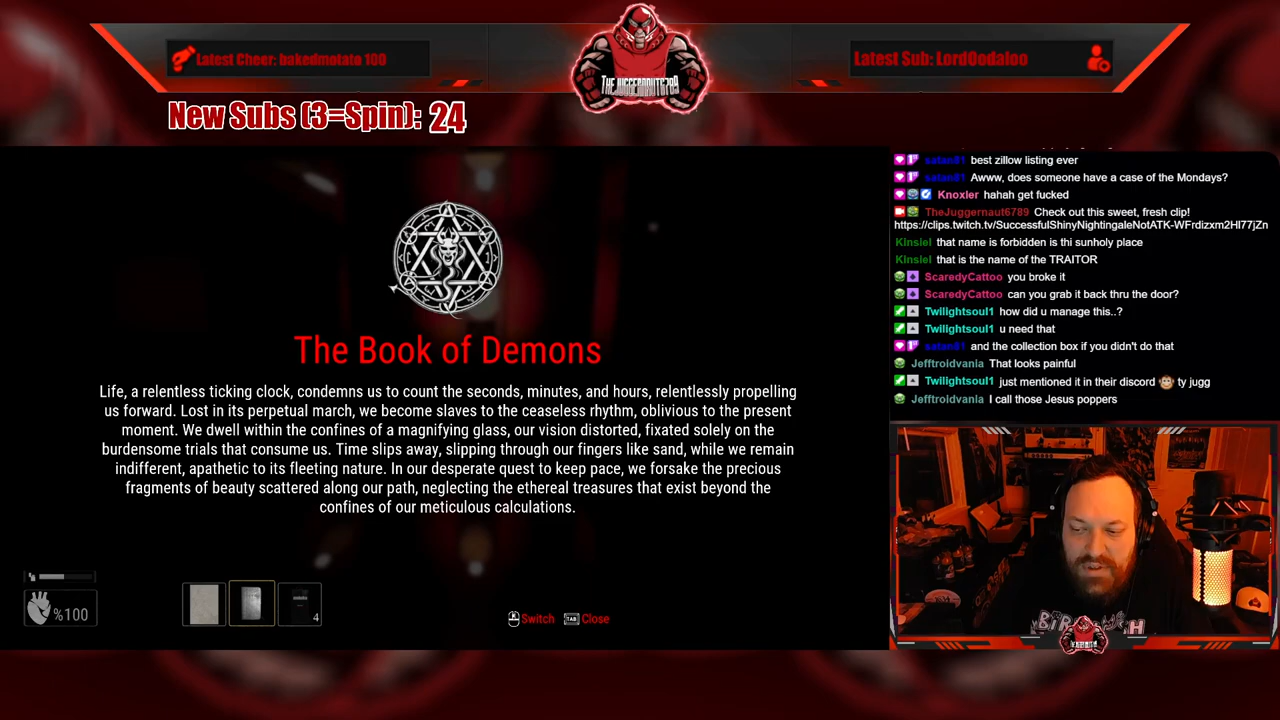 Latest Cheer: bakedmotato 100
THEJUGGERNAUT6789
Latest Sub: LordOodaloo
New Subs (3=Spin): 24
The Book of Demons
Life, a relentless ticking clock, condemns us to count the seconds, minutes, and hours, relentlessly propelling
us forward. Lost in its perpetual march, we become slaves to the ceaseless rhythm, oblivious to the present
moment. We dwell within the confines of a magnifying glass, our vision distorted, fixated solely on the
burdensome trials that consume us. Time slips away, slipping through our fingers like sand, while we remain
indifferent, apathetic to its fleeting nature. In our desperate quest to keep pace, we forsake the precious
fragments of beauty scattered along our path, neglecting the ethereal treasures that exist beyond the
confines of our meticulous calculations.
%100
4
Switch
TAB Close
satan81 best zillow listing ever
satan81 Awww, does someone have a case of the Mondays?
Knoxler hahah get fucked
TheJuggernaut6789 Check out this sweet, fresh clip!
https://clips.twitch.tv/SuccessfulShinyNightingaleNotATK-WFrdizxm2HI77jZn
Kinsiel that name is forbidden is thi sunholy place
Kinsiel that is the name of the TRAITOR
ScaredyCattoo you broke it
ScaredyCattoo can you grab it back thru the door?
Twilightsoul1 how did u manage this..?
Twilightsoul1 u need that
satan81 and the collection box if you didn't do that
Jefftroidvania That looks painful
Twilightsoul1 just mentioned it in their discord ty jugg
Jefftroidvania I call those Jesus poppers